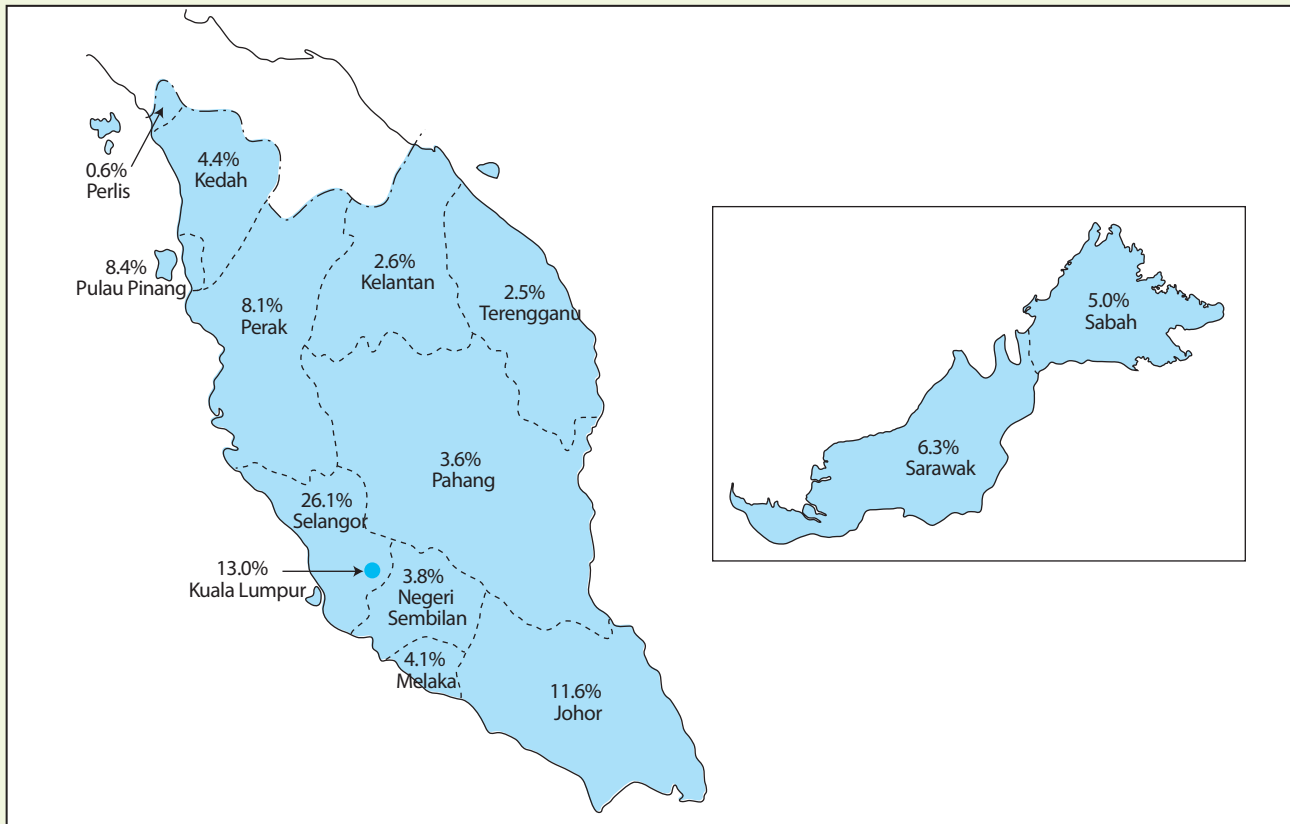 0.6%
Perlis
4.4%
Kedah
8.4%
Pulau Pinang
8.1%
Perak
2.6%
Kelantan
2.5%
Terengganu
3.6%
Pahang
26.1%
Selangor
13.0%
Kuala Lumpur
3.8%
Negeri
Sembilan
4.1%
Melaka
11.6%
Johor
5.0%
Sabah
6.3%
Sarawak